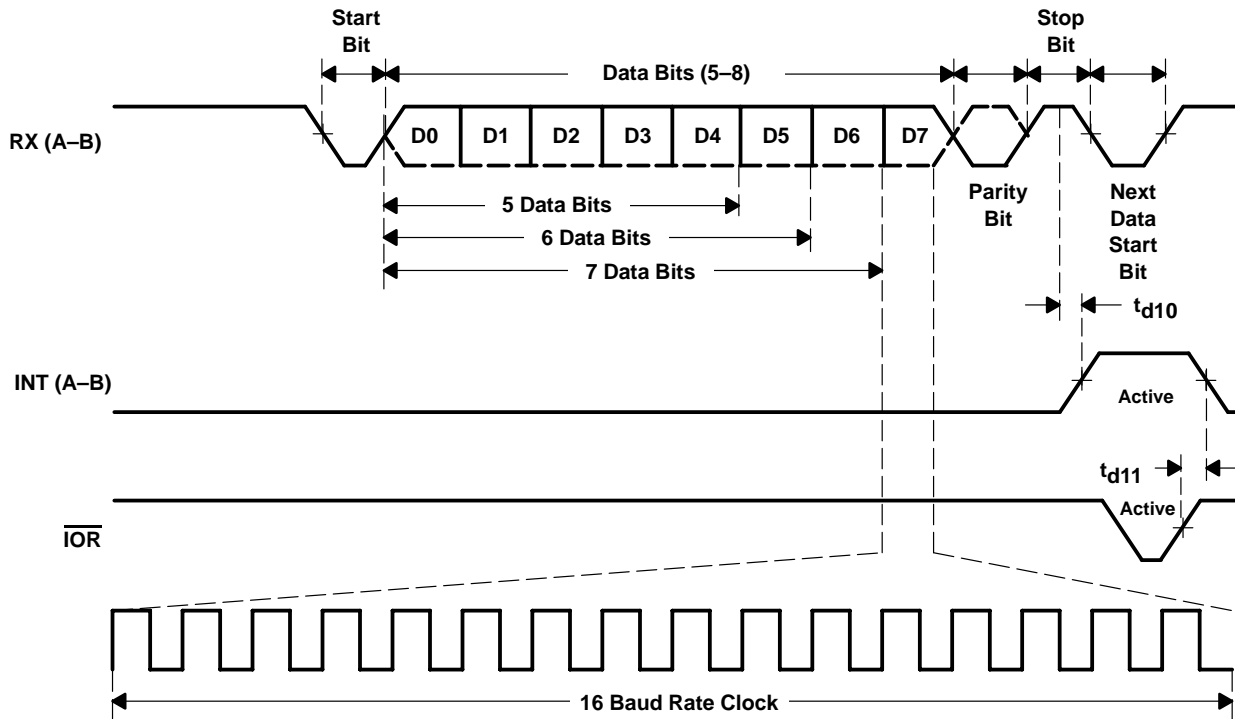 Start
Bit
Stop
Bit
Data Bits (5–8)
RX (A–B)
D0 D1 D2 D3 D4 D5 D6 D7
5 Data Bits
6 Data Bits
7 Data Bits
Parity
Bit
Next
Data
Start
Bit
td10
INT (A–B)
Active
td11
Active
IOR
16 Baud Rate Clock